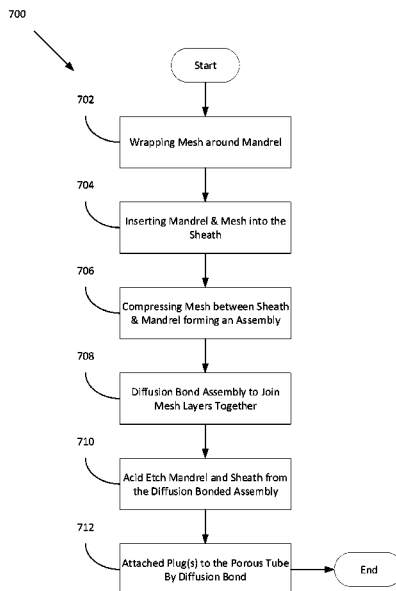 700
Start
702
Wrapping Mesh around Mandrel
704
Inserting Mandrel & Mesh into the
Sheath
706
Compressing Mesh between Sheath
& Mandrel forming an Assembly
708
Diffusion Bond Assembly to Join
Mesh Layers Together
710
Acid Etch Mandrel and Sheath from
the Diffusion Bonded Assembly
712
Attached Plug(s) to the Porous Tube
By Diffusion Bond
End